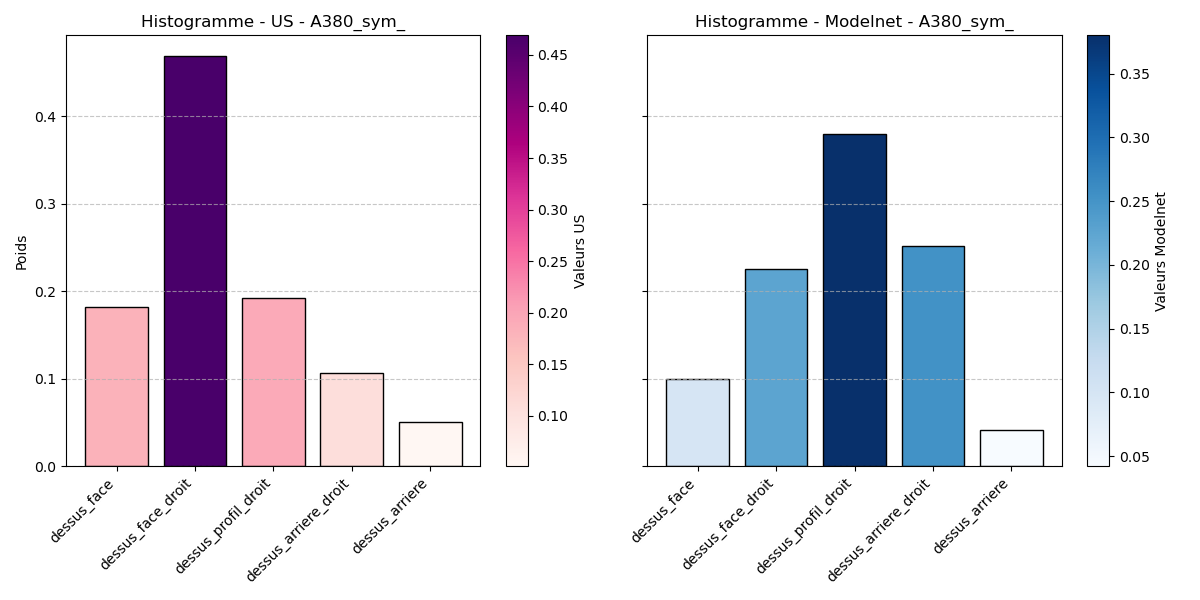 Histogramme - US - A380_sym_
Poids
0.4
0.3
0.2
0.1
0.0
dessus_face
dessus_face_droit
dessus_profil_droit
dessus_arriere_droit
dessus_arriere
0.45
0.40
0.35
0.30
0.25
0.20
0.15
0.10
Valeurs US
Histogramme - Modelnet - A380_sym_
dessus_face
dessus_face_droit
dessus_profil_droit
dessus_arriere_droit
dessus_arriere
0.35
0.30
0.25
0.20
0.15
0.10
0.05
Valeurs Modelnet